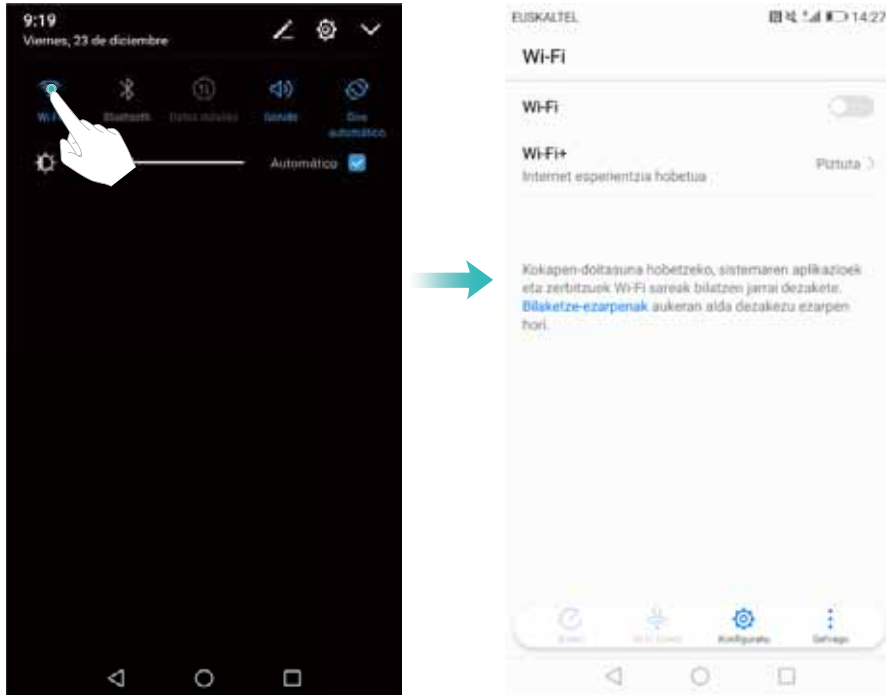 9:19
Viernes, 23 de diciembre
Bluetooth
Datos móviles
Sonido
Giro
automático
Automático
EUSKALTEL
14:27
Wi-Fi
Wi-Fi
Wi-Fi+
Internet esperientzia hobetua
Piztuta
Kokapen-doitasuna hobetzeko, sistemaren aplikazioek
eta zerbitzuek Wi-Fi sareak bilatzen jarrai dezakete.
Bilaketze-ezarpenak aukeran alda dezakezu ezarpen
hori.
Konfiguratu
Gehiago